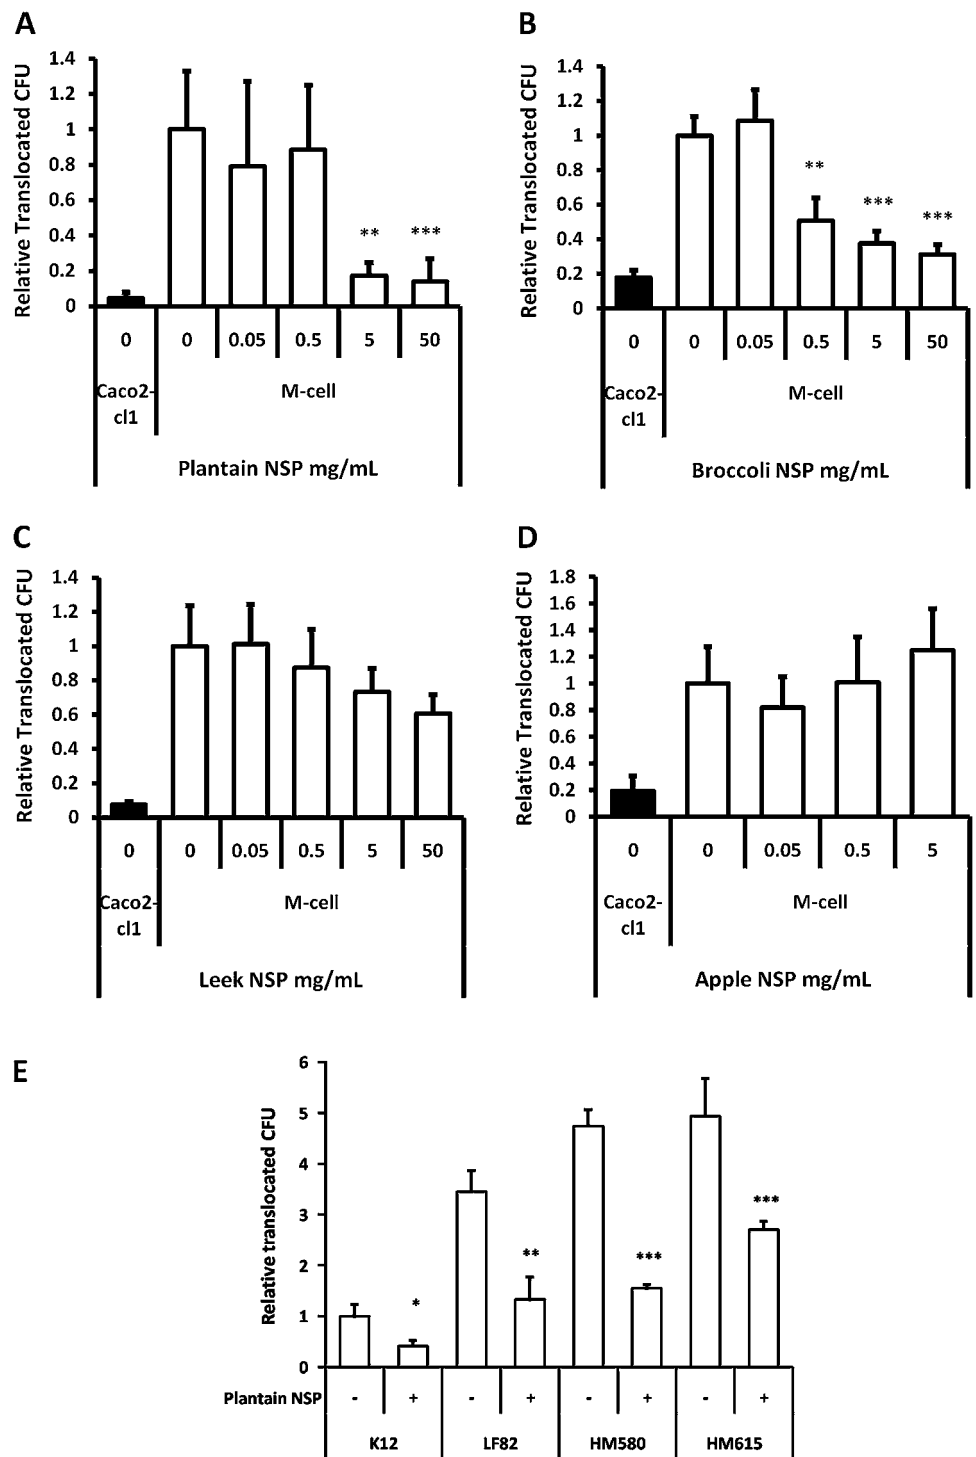 A
Relative Translocated CFU
1.4
1.2
1
0.8
0.6
0.4
0.2
0
** ***
0 0 0.05 0.5 5 50
Caco2-
cl1
M-cell
Plantain NSP mg/mL
B
Relative Translocated CFU
1.4
1.2
1
0.8
0.6
0.4
0.2
0
** *** ***
0 0 0.05 0.5 5 50
Caco2-
cl1
M-cell
Broccoli NSP mg/mL
C
Relative Translocated CFU
1.4
1.2
1
0.8
0.6
0.4
0.2
0
0 0 0.05 0.5 5 50
Caco2-
cl1
M-cell
Leek NSP mg/mL
D
Relative Translocated CFU
1.8
1.6
1.4
1.2
1
0.8
0.6
0.4
0.2
0
0 0 0.05 0.5 5
Caco2-
cl1
M-cell
Apple NSP mg/mL
E
Relative translocated CFU
6
5
4
3
2
1
0
* ** *** ***
Plantain NSP - + - + - + - +
K12 LF82 HM580 HM615